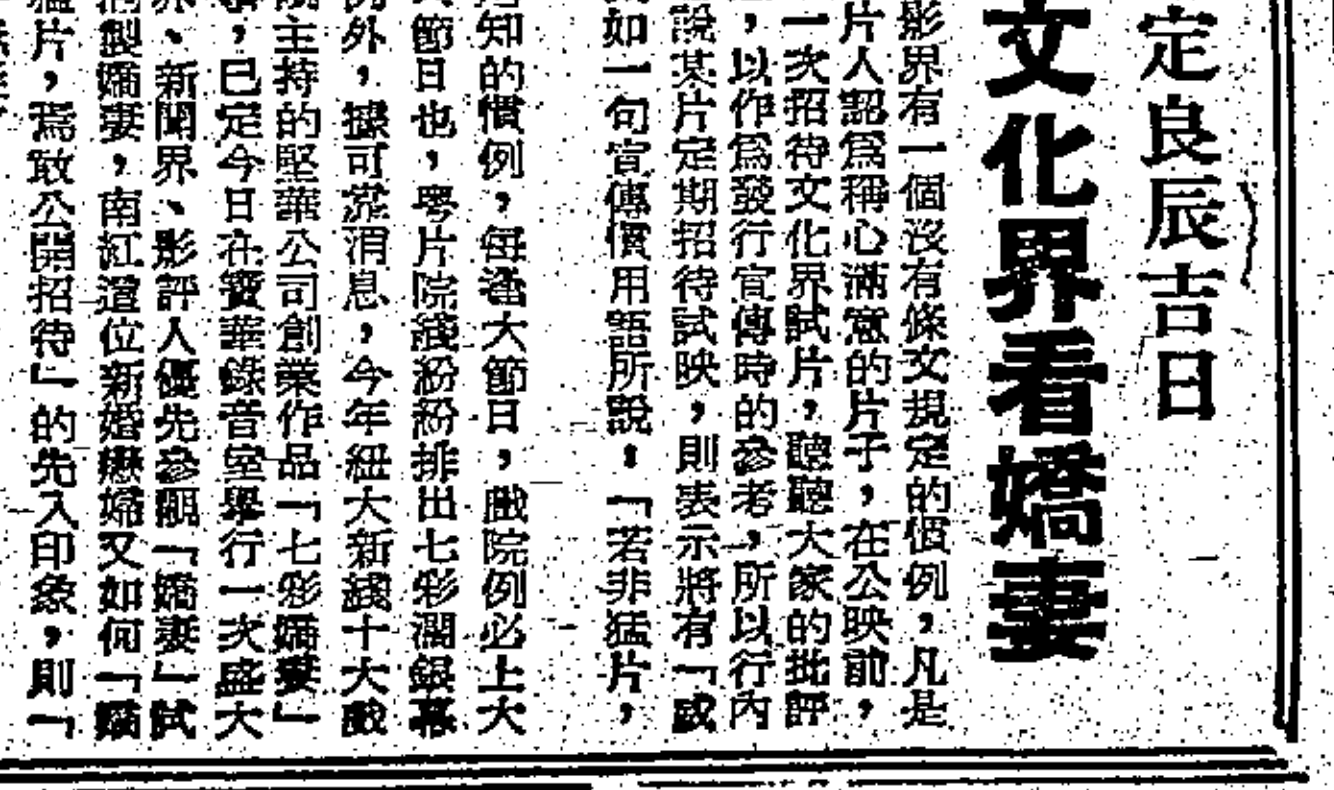 定良辰吉日
文化界看嬌妻
影界有一個沒有條文規定的慣例，凡是
片人認爲稱心滿意的片子，在公映前，
一次招待文化界試片，聽聽大家的批評
，以作爲發行宣傳時的參考，所以行內
說某片定期招待試映，則表示將有「或
如一句宣傳慣用語所說：「若非猛片，
知的慣例，每逢大節日，戲院例必上大
節日也，粵片院綫紛紛排出七彩濶銀幕
例外，據可靠消息，今年紐大新綫十大戲
主持的堅華公司創業作品「七彩嬌妻」
，已定今日在寶華錄音室舉行一次盛大
界、新聞界、影評人優先參觀「嬌妻」試
製嬌妻，南紅這位新婚嬌又如何「嬌
猛片，焉敢公開招待」的先入印象，則「